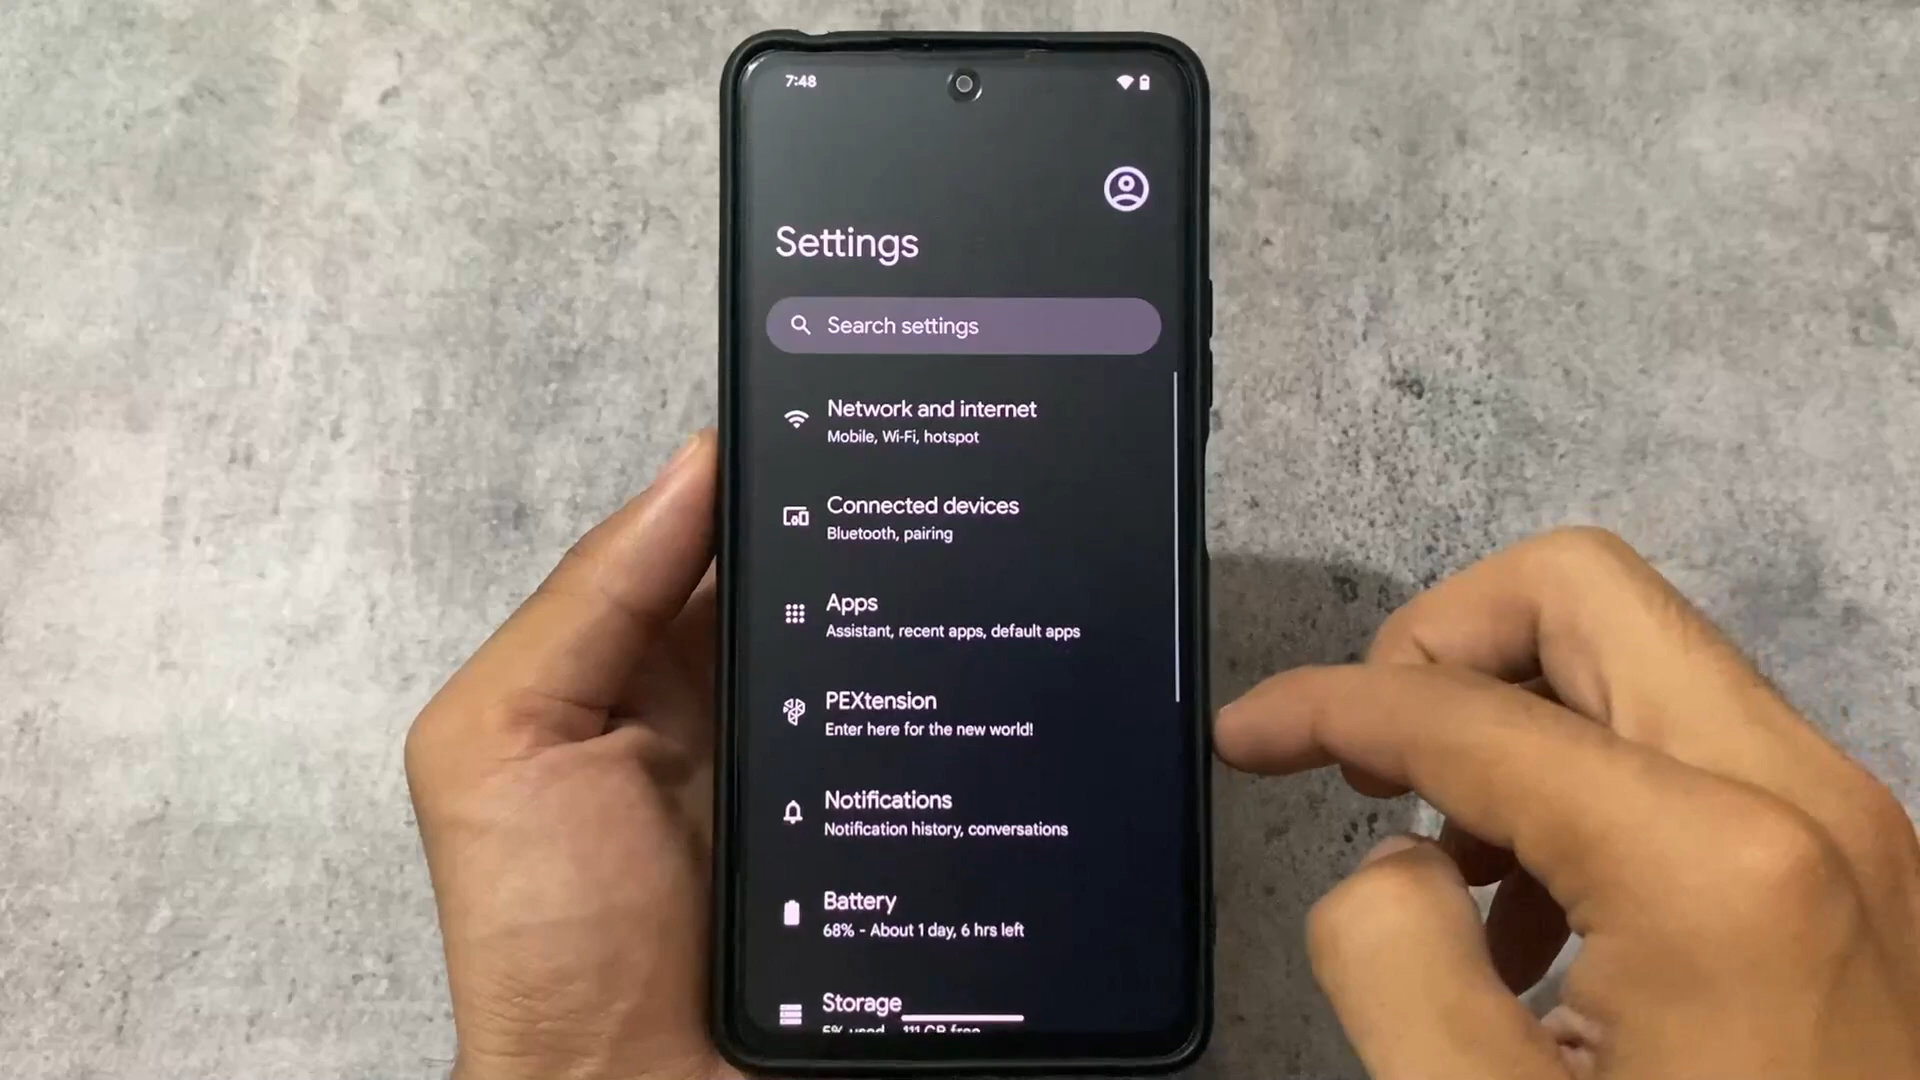 7:48
Settings
Search settings
Network and internet
Mobile, Wi-Fi, hotspot
Connected devices
Bluetooth, pairing
Apps
Assistant, recent apps, default apps
PEXtension
Enter here for the new world!
Notifications
Notification history, conversations
Battery
68% - About 1 day, 6 hrs left
Storage
5% used - 111 GB free